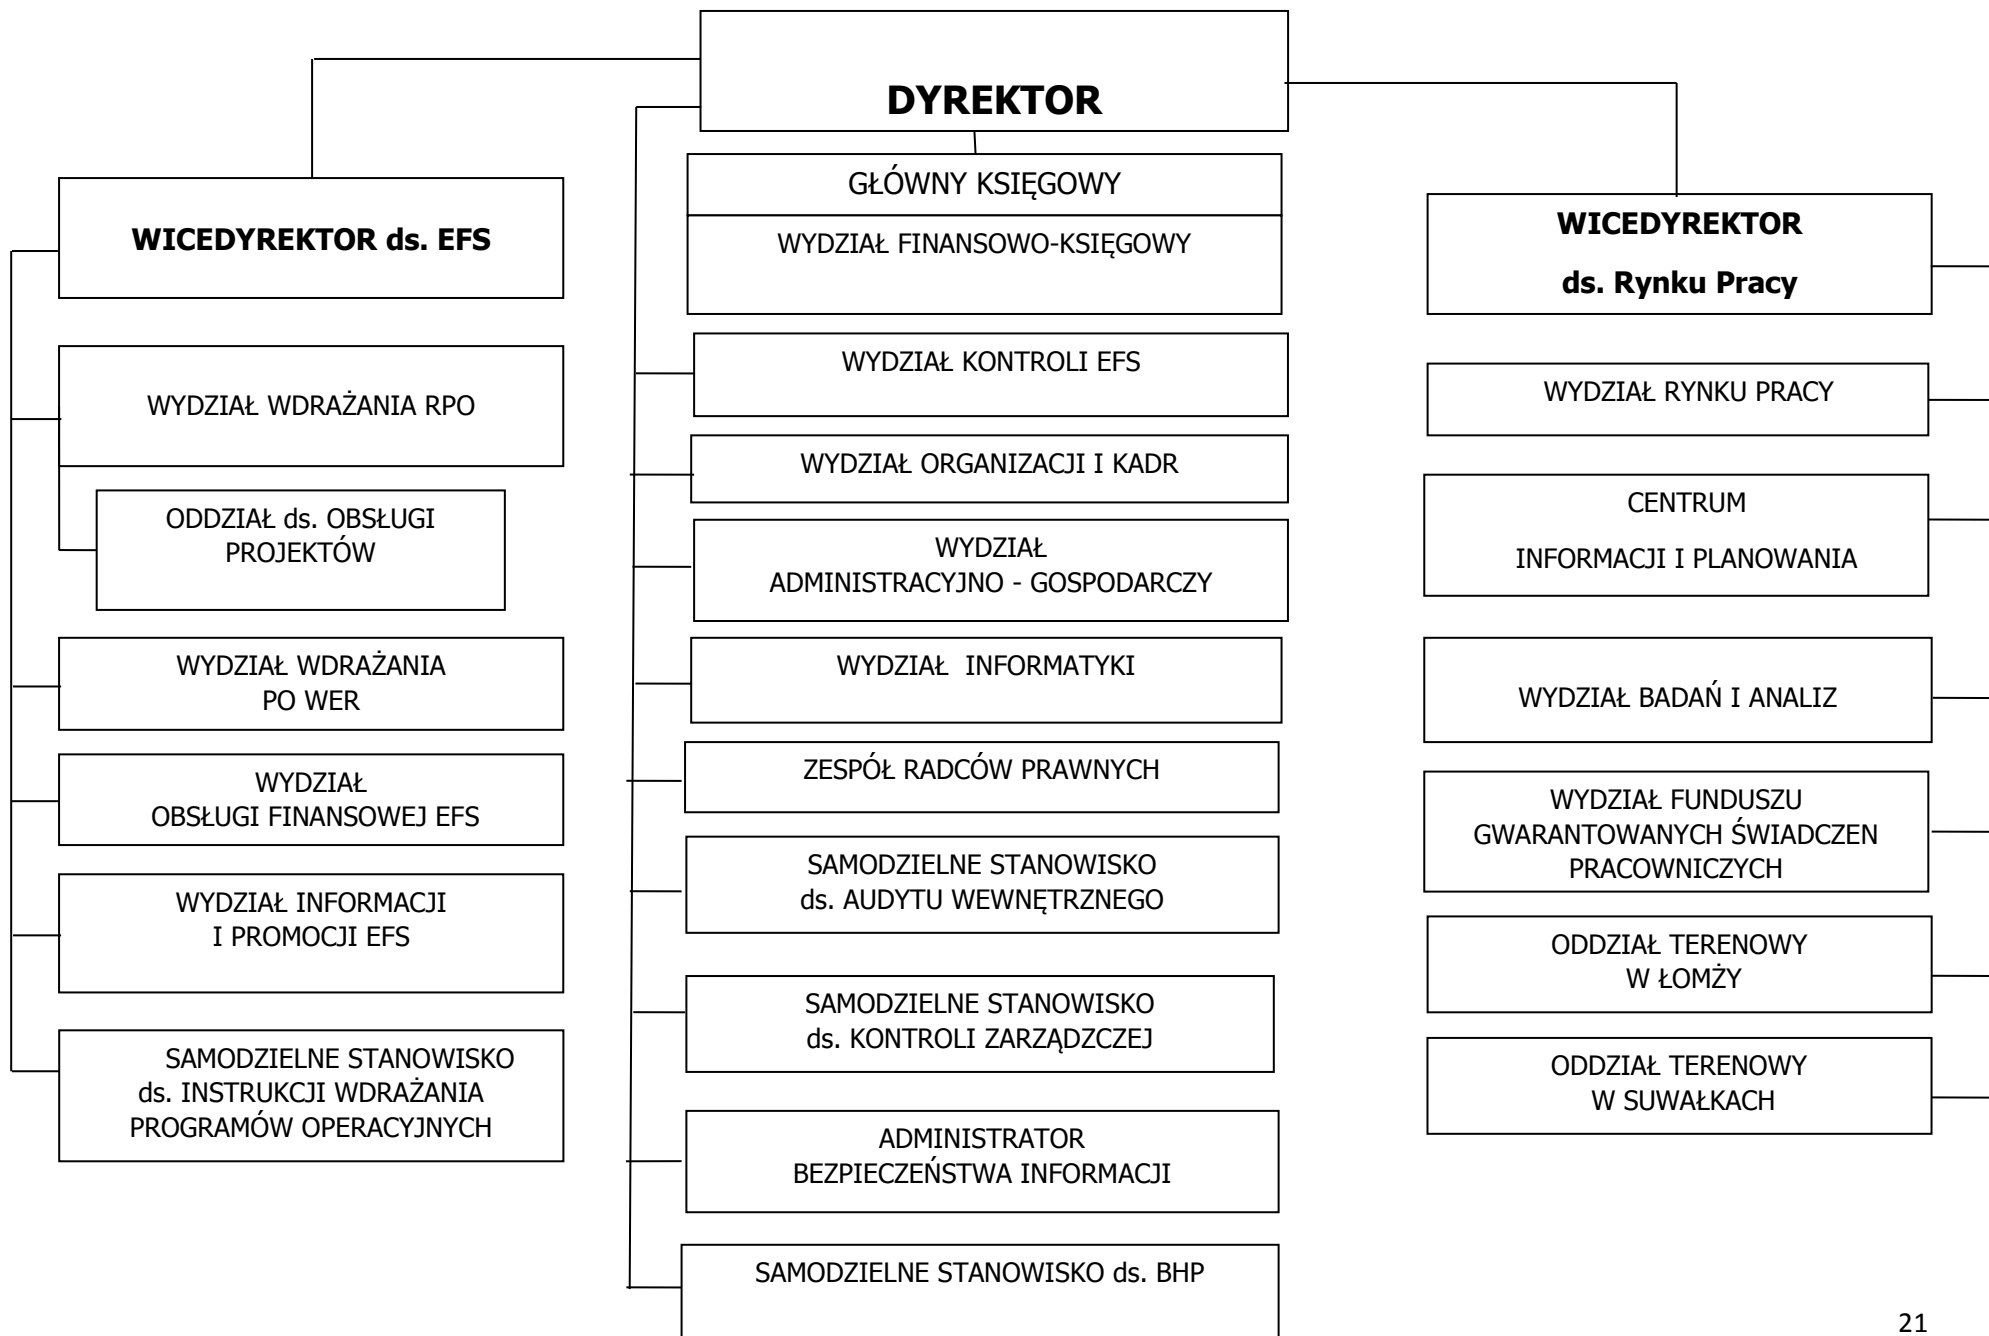 DYREKTOR
WICEDYREKTOR ds. EFS
WYDZIAŁ WDRAŻANIA RPO
ODDZIAŁ ds. OBSŁUGI
PROJEKTÓW
WYDZIAŁ WDRAŻANIA
PO WER
WYDZIAŁ
OBSŁUGI FINANSOWEJ EFS
WYDZIAŁ INFORMACJI
I PROMOCJI EFS
SAMODZIELNE STANOWISKO
ds. INSTRUKCJI WDRAŻANIA
PROGRAMÓW OPERACYJNYCH
GŁÓWNY KSIĘGOWY
WYDZIAŁ FINANSOWO-KSIĘGOWY
WYDZIAŁ KONTROLI EFS
WYDZIAŁ ORGANIZACJI I KADR
WYDZIAŁ
ADMINISTRACYJNO - GOSPODARCZY
WYDZIAŁ  INFORMATYKI
ZESPÓŁ RADCÓW PRAWNYCH
SAMODZIELNE STANOWISKO
ds. AUDYTU WEWNĘTRZNEGO
SAMODZIELNE STANOWISKO
ds. KONTROLI ZARZĄDZCZEJ
ADMINISTRATOR
BEZPIECZEŃSTWA INFORMACJI
SAMODZIELNE STANOWISKO ds. BHP
WICEDYREKTOR
ds. Rynku Pracy
WYDZIAŁ RYNKU PRACY
CENTRUM
INFORMACJI I PLANOWANIA
WYDZIAŁ BADAŃ I ANALIZ
WYDZIAŁ FUNDUSZU
GWARANTOWANYCH ŚWIADCZEN
PRACOWNICZYCH
ODDZIAŁ TERENOWY
W ŁOMŻY
ODDZIAŁ TERENOWY
W SUWAŁKACH
21